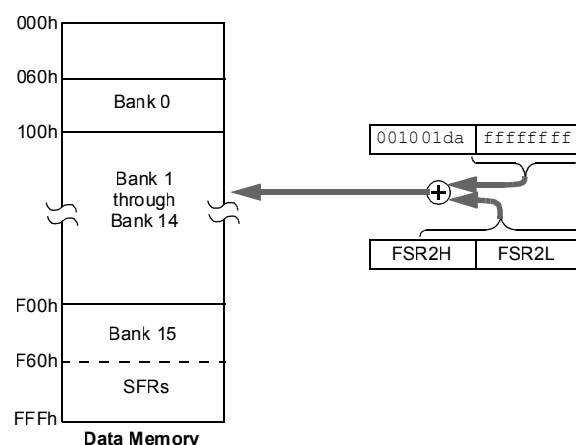 000h
060h
Bank 0
100h
001001da ffffffff
Bank 1
through
Bank 14
FSR2H FSR2L
F00h
Bank 15
F60h
SFRs
FFFh
Data Memory